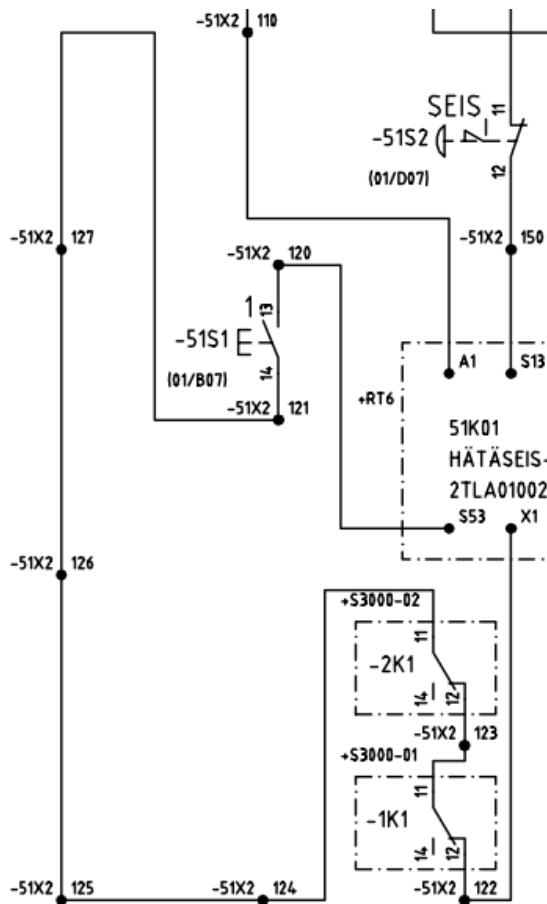 -51X2 110
11
SEIS
-51S2
12
(01/D07)
-51X2 127
-51X2 150
-51X2 120
1 13
-51S1
14
(01/B07)
A1 S13
-51X2 121
+RT6
51K01
HÄTÄSEIS-
2TLA01002
S53 X1
-51X2 126
+S3000-02
11
-2K1
14 12
-51X2 123
+S3000-01
11
-1K1
14 12
-51X2 125
-51X2 124
-51X2 122